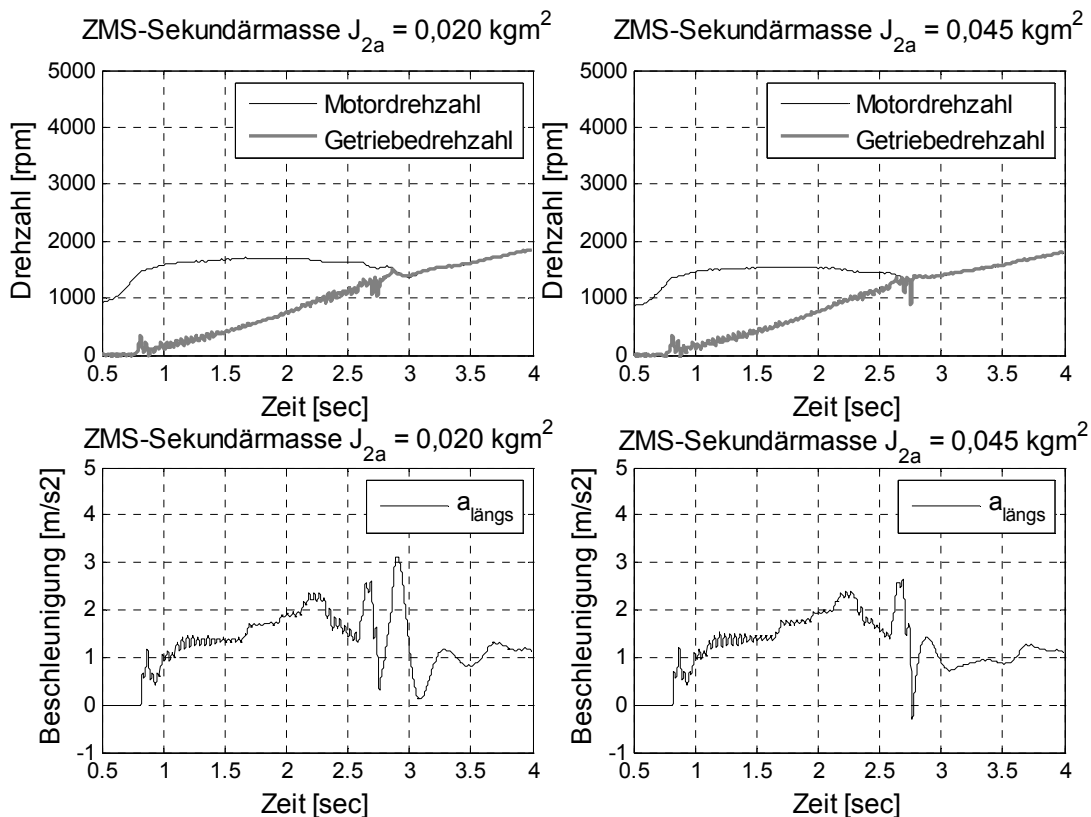 ZMS-Sekundärmasse J2a = 0,020 kgm2
Drehzahl [rpm]
5000
4000
3000
2000
1000
0
Motordrehzahl
Getriebedrehzahl
0.5 1 1.5 2 2.5 3 3.5 4
Zeit [sec]
ZMS-Sekundärmasse J2a = 0,045 kgm2
Drehzahl [rpm]
5000
4000
3000
2000
1000
0
Motordrehzahl
Getriebedrehzahl
0.5 1 1.5 2 2.5 3 3.5 4
Zeit [sec]
ZMS-Sekundärmasse J2a = 0,020 kgm2
Beschleunigung [m/s2]
5
4
3
2
1
0
-1
alängs
0.5 1 1.5 2 2.5 3 3.5 4
Zeit [sec]
ZMS-Sekundärmasse J2a = 0,045 kgm2
Beschleunigung [m/s2]
5
4
3
2
1
0
-1
alängs
0.5 1 1.5 2 2.5 3 3.5 4
Zeit [sec]